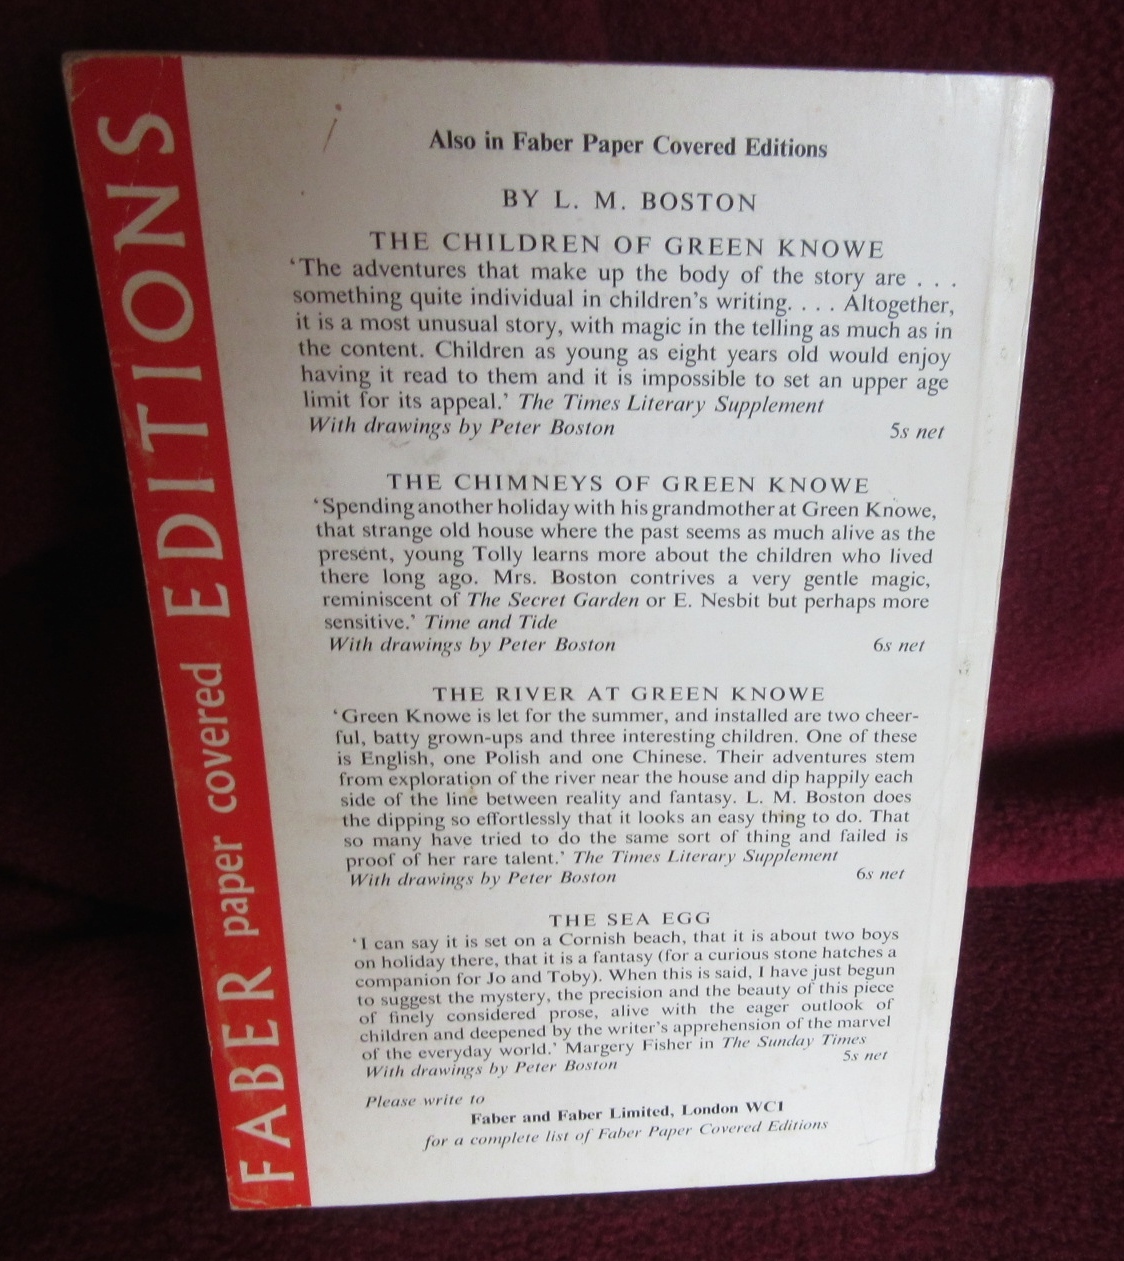 FABER paper covered EDITIONS
Also in Faber Paper Covered Editions
BY L. M. BOSTON
THE CHILDREN OF GREEN KNOWE
‘The adventures that make up the body of the story are . . .
something quite individual in children’s writing. . . . Altogether,
it is a most unusual story, with magic in the telling as much as in
the content. Children as young as eight years old would enjoy
having it read to them and it is impossible to set an upper age
limit for its appeal.’ The Times Literary Supplement
With drawings by Peter Boston 5s net
THE CHIMNEYS OF GREEN KNOWE
‘Spending another holiday with his grandmother at Green Knowe,
that strange old house where the past seems as much alive as the
present, young Tolly learns more about the children who lived
there long ago. Mrs. Boston contrives a very gentle magic,
reminiscent of The Secret Garden or E. Nesbit but perhaps more
sensitive.’ Time and Tide
With drawings by Peter Boston 6s net
THE RIVER AT GREEN KNOWE
‘Green Knowe is let for the summer, and installed are two cheer-
ful, batty grown-ups and three interesting children. One of these
is English, one Polish and one Chinese. Their adventures stem
from exploration of the river near the house and dip happily each
side of the line between reality and fantasy. L. M. Boston does
the dipping so effortlessly that it looks an easy thing to do. That
so many have tried to do the same sort of thing and failed is
proof of her rare talent.’ The Times Literary Supplement
With drawings by Peter Boston 6s net
THE SEA EGG
‘I can say it is set on a Cornish beach, that it is about two boys
on holiday there, that it is a fantasy (for a curious stone hatches a
companion for Jo and Toby). When this is said, I have just begun
to suggest the mystery, the precision and the beauty of this piece
of finely considered prose, alive with the eager outlook of
children and deepened by the writer’s apprehension of the marvel
of the everyday world.’ Margery Fisher in The Sunday Times
With drawings by Peter Boston 5s net
Please write to
Faber and Faber Limited, London WC1
for a complete list of Faber Paper Covered Editions